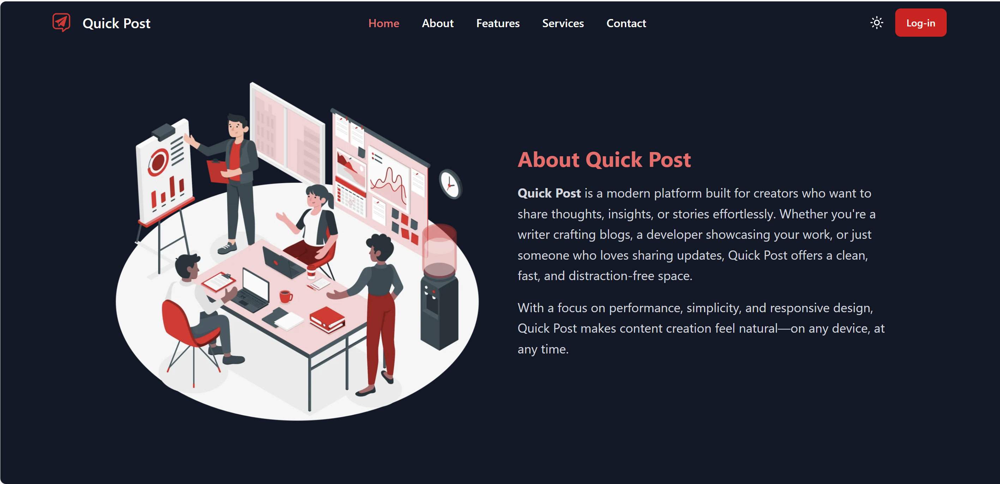 Quick Post
Home About Features Services Contact
Log-in
About Quick Post
Quick Post is a modern platform built for creators who want to
share thoughts, insights, or stories effortlessly. Whether you're a
writer crafting blogs, a developer showcasing your work, or just
someone who loves sharing updates, Quick Post offers a clean,
fast, and distraction-free space.
With a focus on performance, simplicity, and responsive design,
Quick Post makes content creation feel natural—on any device, at
any time.